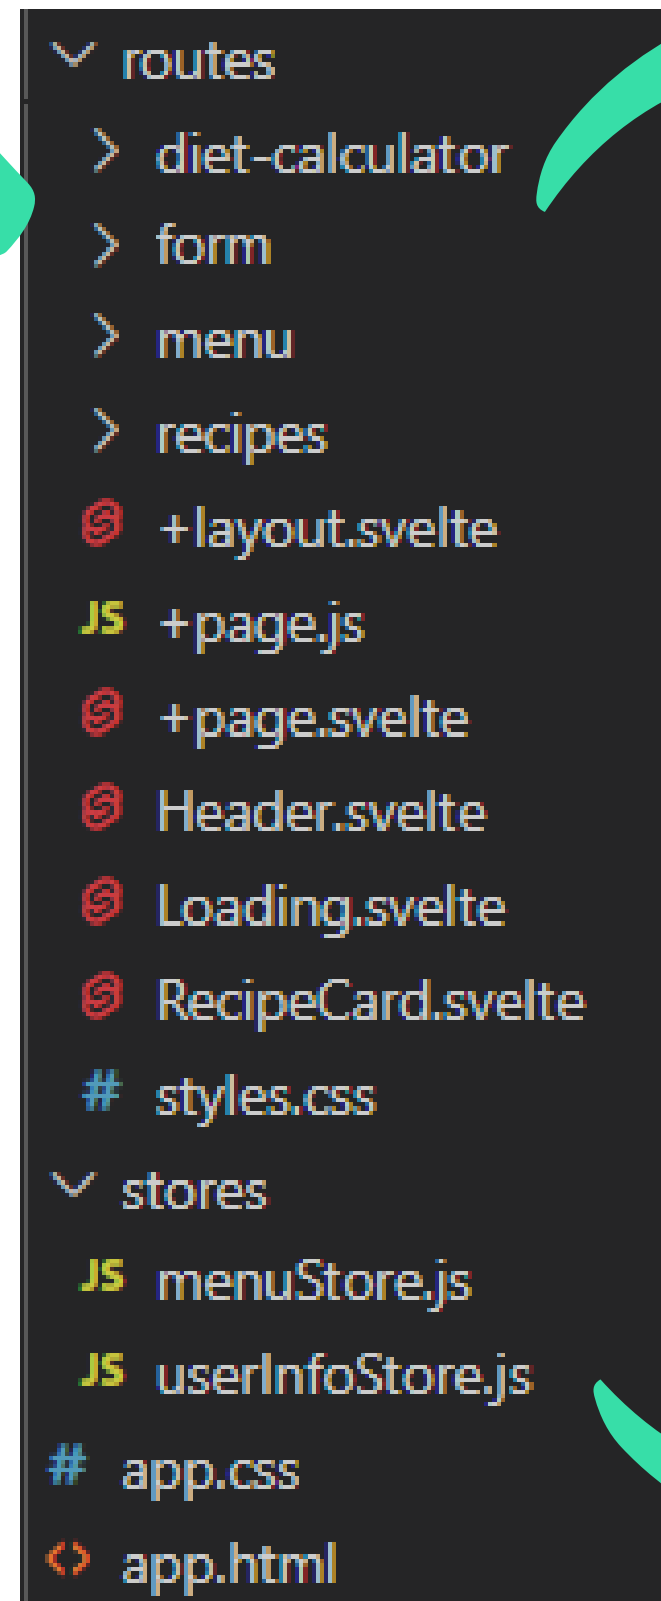 routes
diet-calculator
form
menu
recipes
+layout.svelte
JS +page.js
+page.svelte
Header.svelte
Loading.svelte
RecipeCard.svelte
# styles.css
stores
JS menuStore.js
JS userInfoStore.js
# app.css
<> app.html